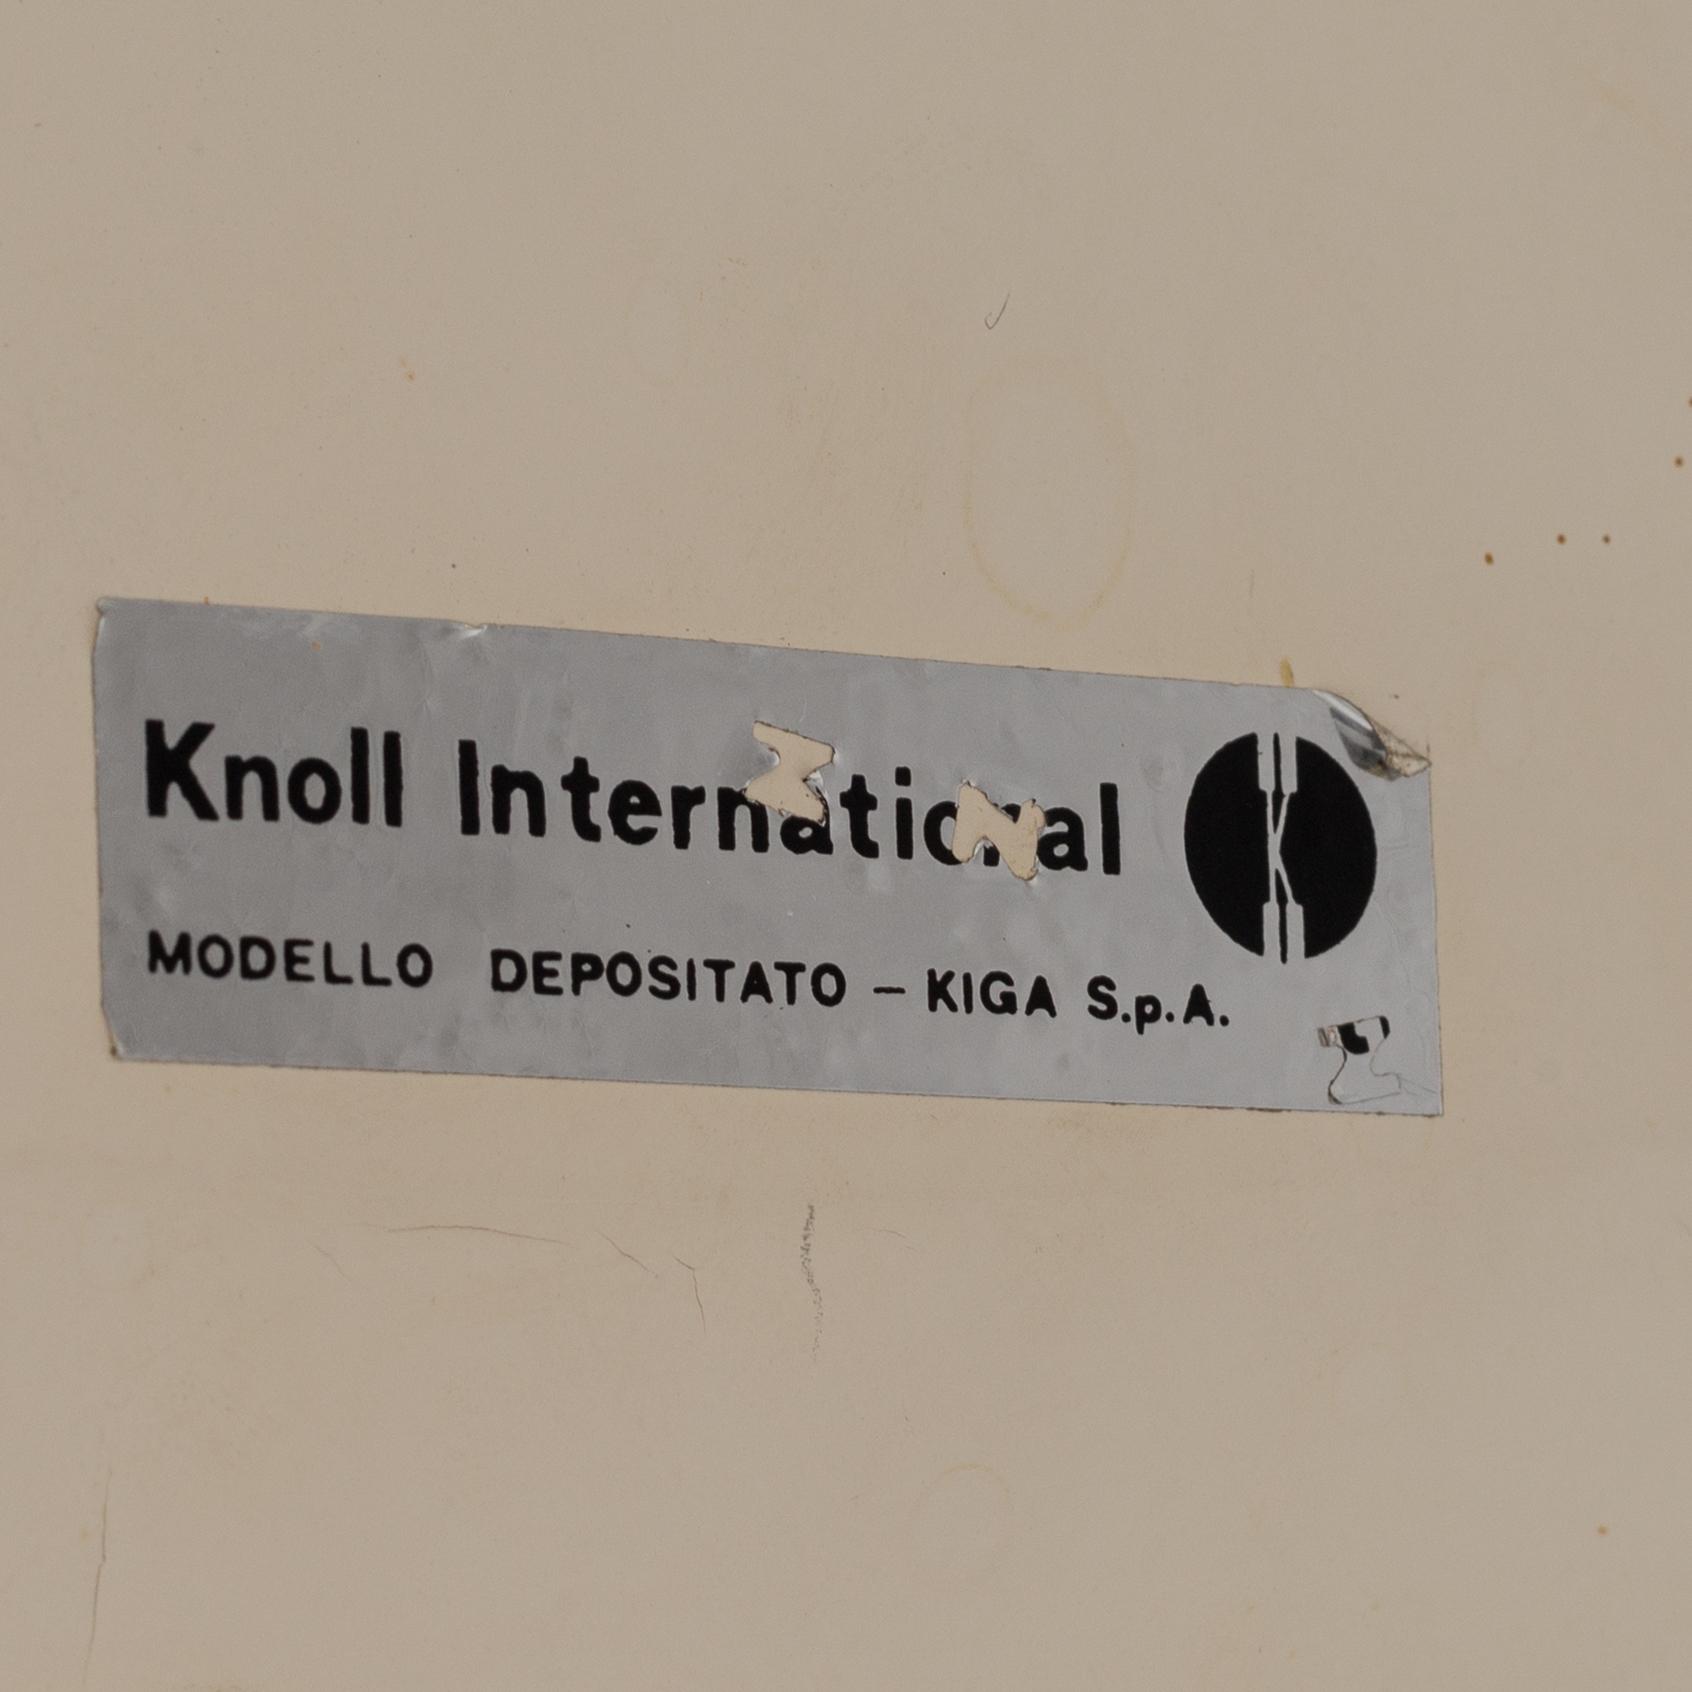 Knoll International
MODELLO DEPOSITATO – KIGA S.p.A.